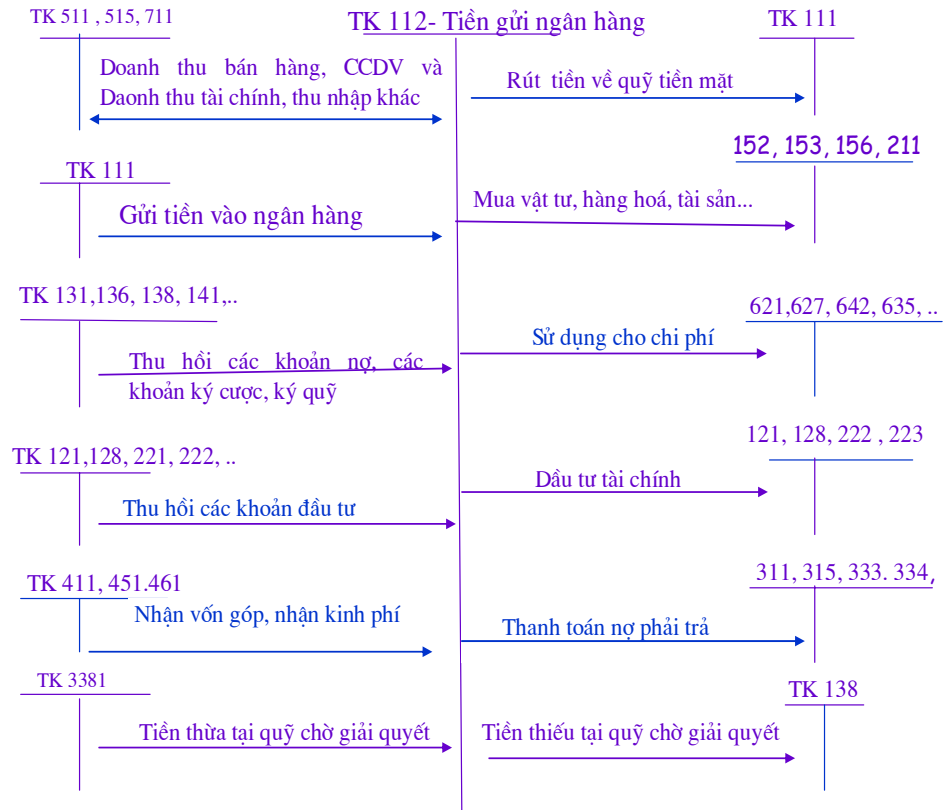 TK 511 , 515, 711
TK 112- Tiền gửi ngân hàng
TK 111
Doanh thu bán hàng, CCDV và
Daonh thu tài chính, thu nhập khác
Rút tiền về quỹ tiền mặt
TK 111
152, 153, 156, 211
Gửi tiền vào ngân hàng
Mua vật tư, hàng hoá, tài sản...
TK 131,136, 138, 141,..
621,627, 642, 635, ..
Thu hồi các khoản nợ, các
khoản ký cược, ký quỹ
Sử dụng cho chi phí
TK 121,128, 221, 222, ..
121, 128, 222 , 223
Thu hồi các khoản đầu tư
Dầu tư tài chính
TK 411, 451.461
311, 315, 333. 334,
Nhận vốn góp, nhận kinh phí
Thanh toán nợ phải trả
TK 3381
TK 138
Tiền thừa tại quỹ chờ giải quyết
Tiền thiếu tại quỹ chờ giải quyết